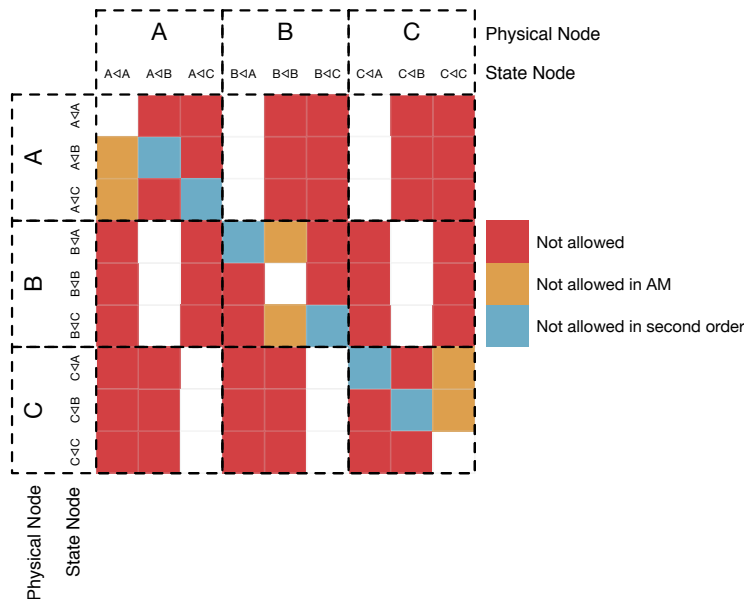 A B C Physical Node
A⊲A A⊲B A⊲C B⊲A B⊲B B⊲C C⊲A C⊲B C⊲C State Node
A
A⊲A
A⊲B
A⊲C
B
B⊲A
B⊲B
B⊲C
C
C⊲A
C⊲B
C⊲C
Not allowed
Not allowed in AM
Not allowed in second order
Physical Node
State Node